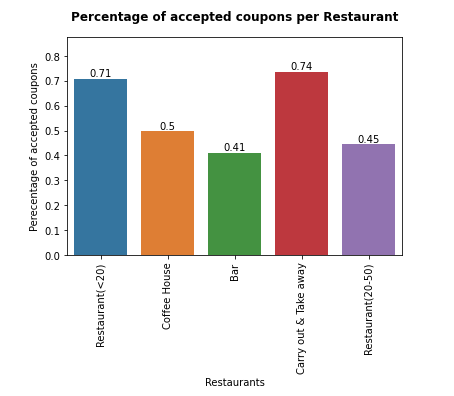 Percentage of accepted coupons per Restaurant
Perecentage of accepted coupons
0.8
0.7
0.6
0.5
0.4
0.3
0.2
0.1
0.0
0.71
0.5
0.41
0.74
0.45
Restaurant(<20)
Coffee House
Bar
Carry out & Take away
Restaurant(20-50)
Restaurants